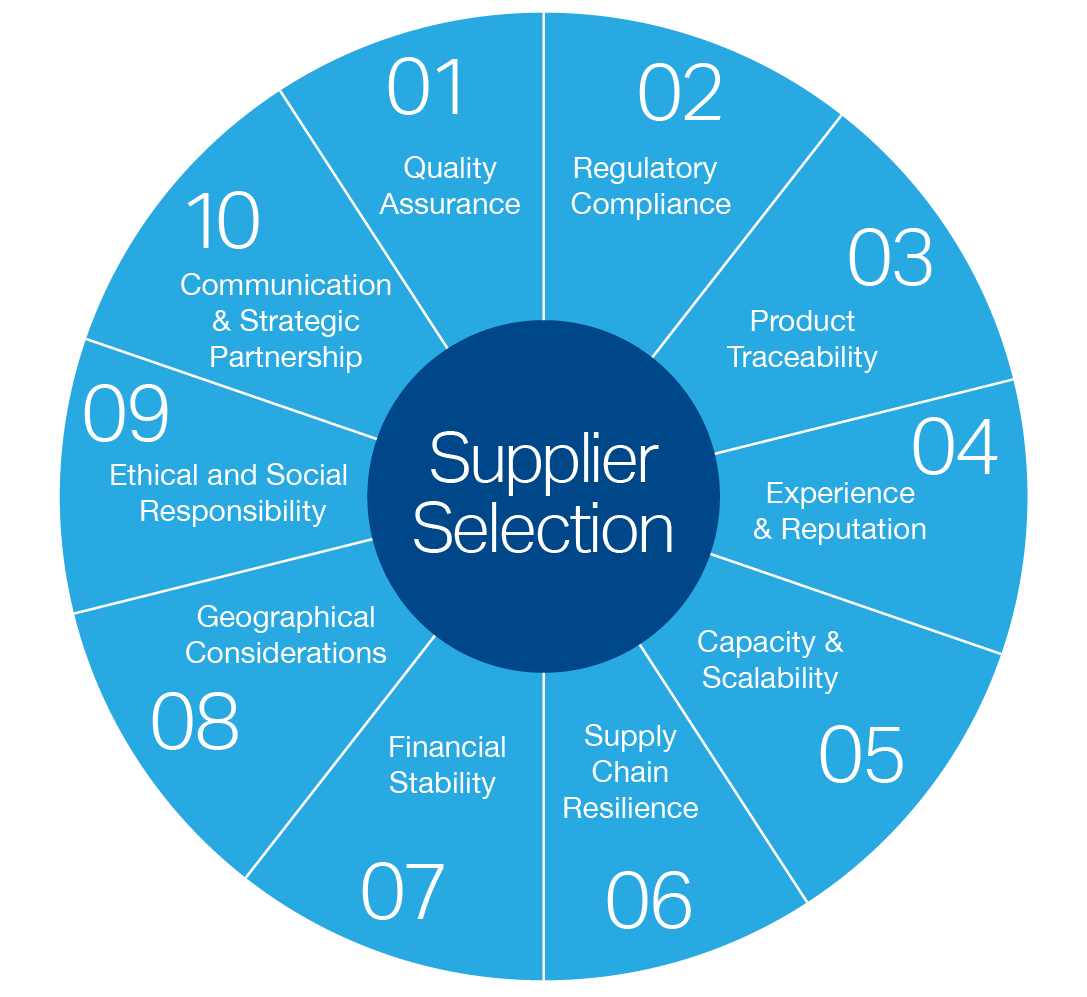 01
Quality
Assurance
02
Regulatory
Compliance
03
Product
Traceability
04
Experience
& Reputation
Capacity &
Scalability
05
Supply
Chain
Resilience
06
Financial
Stability
07
Geographical
Considerations
08
09
Ethical and Social
Responsibility
10
Communication
& Strategic
Partnership
Supplier
Selection